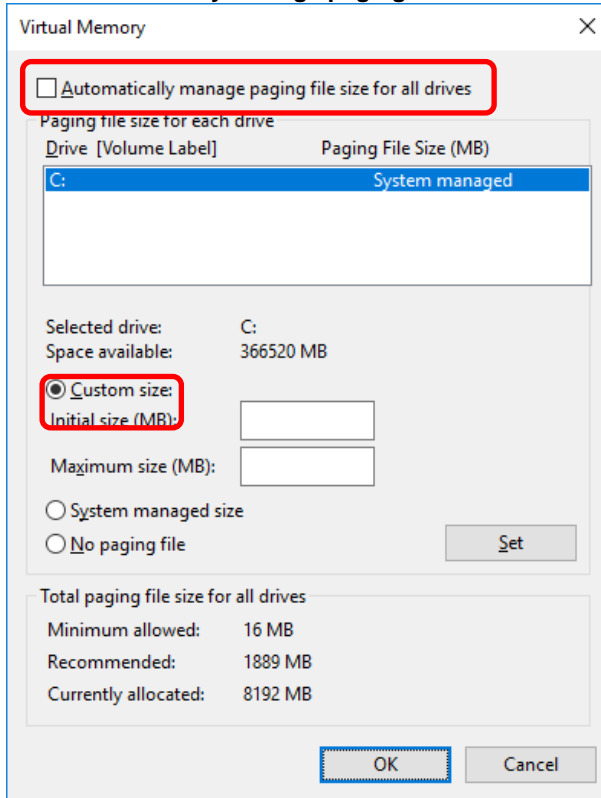 Virtual Memory
Automatically manage paging file size for all drives
Paging file size for each drive
Drive [Volume Label] Paging File Size (MB)
C: System managed
Selected drive: C:
Space available: 366520 MB
Custom size:
Initial size (MB):
Maximum size (MB):
System managed size
No paging file Set
Total paging file size for all drives
Minimum allowed: 16 MB
Recommended: 1889 MB
Currently allocated: 8192 MB
OK Cancel